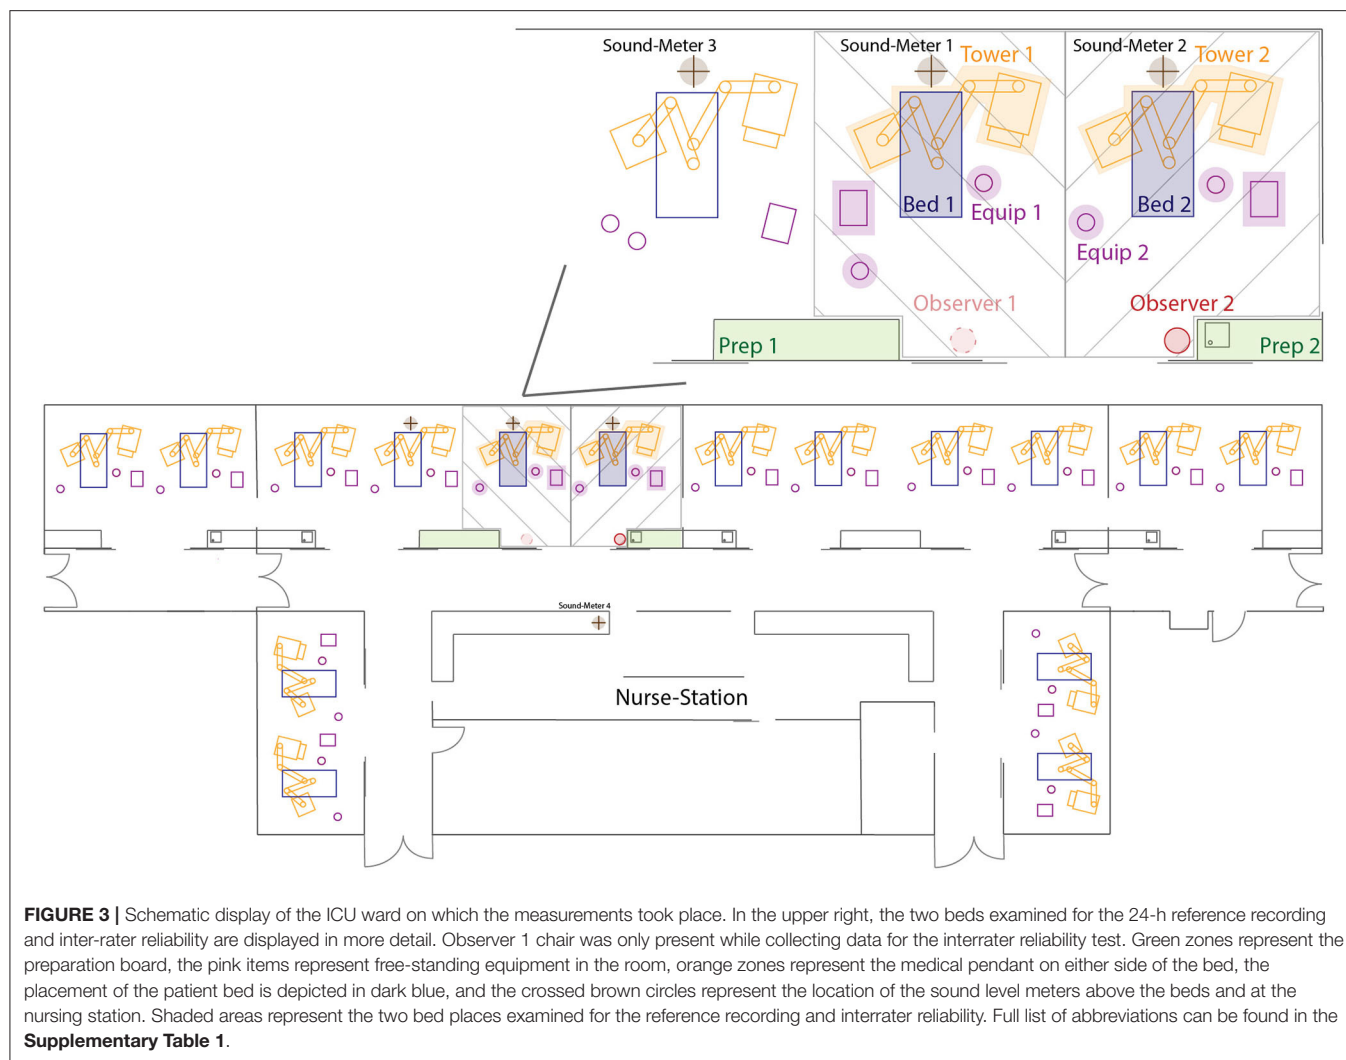 Sound-Meter 3
Sound-Meter 1
Sound-Meter 2
Tower 1
Tower 2
Bed 1
Equip 1
Bed 2
Equip 2
Observer 1
Observer 2
Prep 1
Prep 2
Sound-Meter 4
Nurse-Station
FIGURE 3 | Schematic display of the ICU ward on which the measurements took place. In the upper right, the two beds examined for the 24-h reference recording
and inter-rater reliability are displayed in more detail. Observer 1 chair was only present while collecting data for the interrater reliability test. Green zones represent the
preparation board, the pink items represent free-standing equipment in the room, orange zones represent the medical pendant on either side of the bed, the
placement of the patient bed is depicted in dark blue, and the crossed brown circles represent the location of the sound level meters above the beds and at the
nursing station. Shaded areas represent the two bed places examined for the reference recording and interrater reliability. Full list of abbreviations can be found in the
Supplementary Table 1.